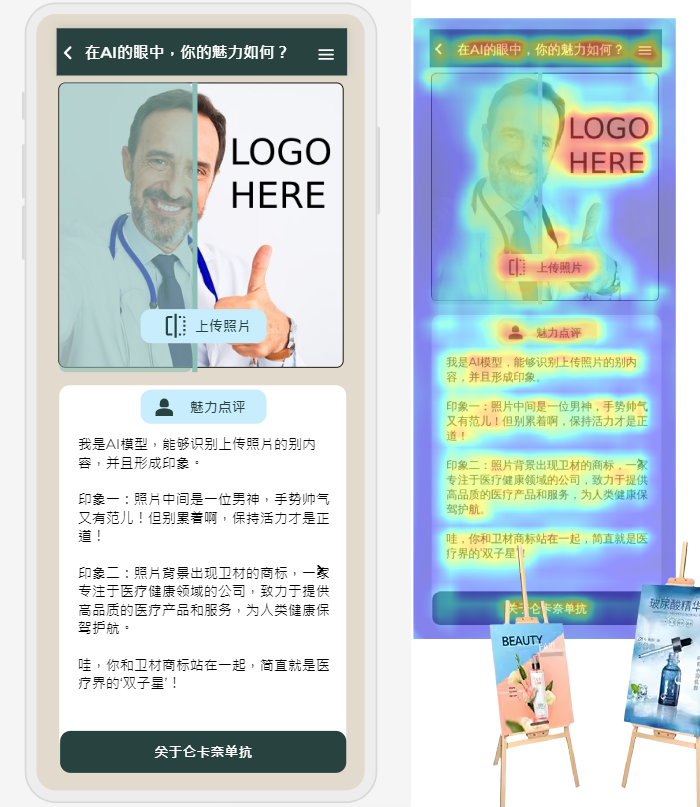 在AI的眼中，你的魅力如何？
LOGO
HERE
上传照片
魅力点评
我是AI模型，能够识别上传照片的别内
容，并且形成印象。
印象一：照片中间是一位男神，手势帅气
又有范儿！但别累着啊，保持活力才是正
道！
印象二：照片背景出现卫材的商标，一家
专注于医疗健康领域的公司，致力于提供
高品质的医疗产品和服务，为人类健康保
驾护航。
哇，你和卫材商标站在一起，简直就是医
疗界的‘双子星’！
关于仑卡奈单抗
在AI的眼中，你的魅力如何？
LOGO
HERE
上传照片
魅力点评
我是AI模型，能够识别上传照片的别内
容，并且形成印象。
印象一：照片中间是一位男神，手势帅气
又有范儿！但别累着啊，保持活力才是正
道！
印象二：照片背景出现卫材的商标，一家
专注于医疗健康领域的公司，致力于提供
高品质的医疗产品和服务，为人类健康保
驾护航。
哇，你和卫材商标站在一起，简直就是医
疗界的‘双子星’！
关于仑卡奈单抗
BEAUTY
玻尿酸精华